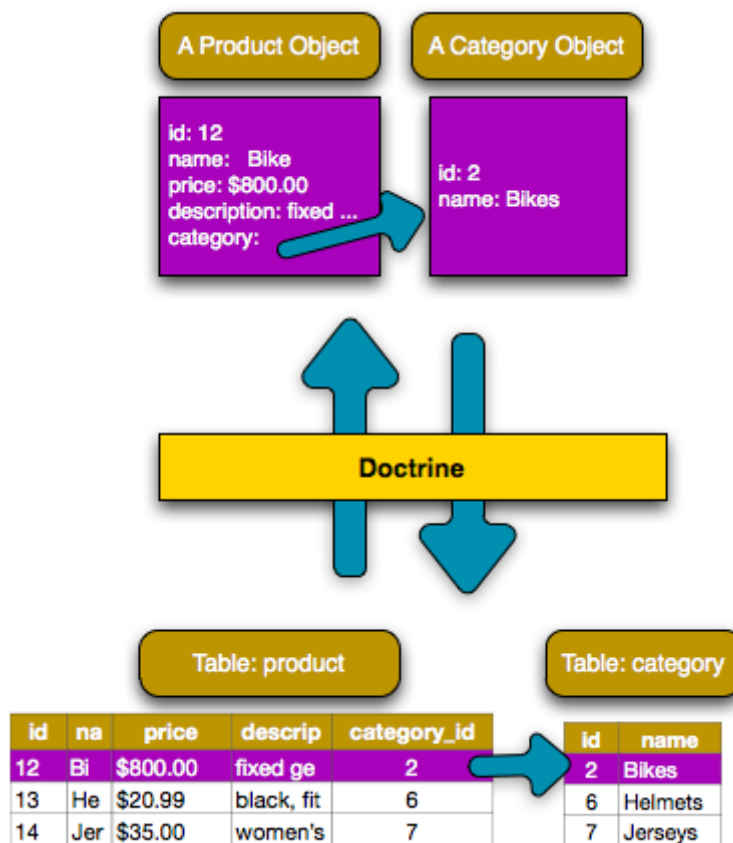 A Product Object
A Category Object
id: 12
name: Bike
price: $800.00
description: fixed ...
category:
id: 2
name: Bikes
Doctrine
Table: product
Table: category
id na price descrip category_id
12 Bi $800.00 fixed ge 2
13 He $20.99 black, fit 6
14 Jer $35.00 women's 7
id name
2 Bikes
6 Helmets
7 Jerseys